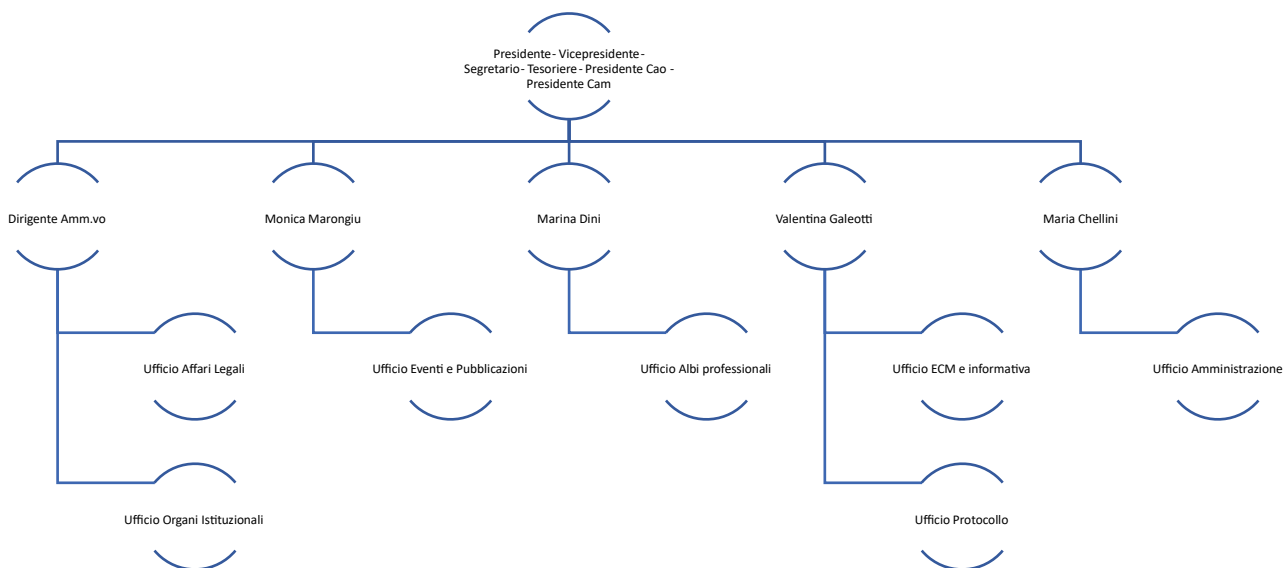 Presidente - Vicepresidente -
Segretario - Tesoriere - Presidente Cao -
Presidente Cam
Dirigente Amm.vo
Monica Marongiu
Marina Dini
Valentina Galeotti
Maria Chellini
Ufficio Affari Legali
Ufficio Eventi e Pubblicazioni
Ufficio Albi professionali
Ufficio ECM e informativa
Ufficio Amministrazione
Ufficio Organi Istituzionali
Ufficio Protocollo